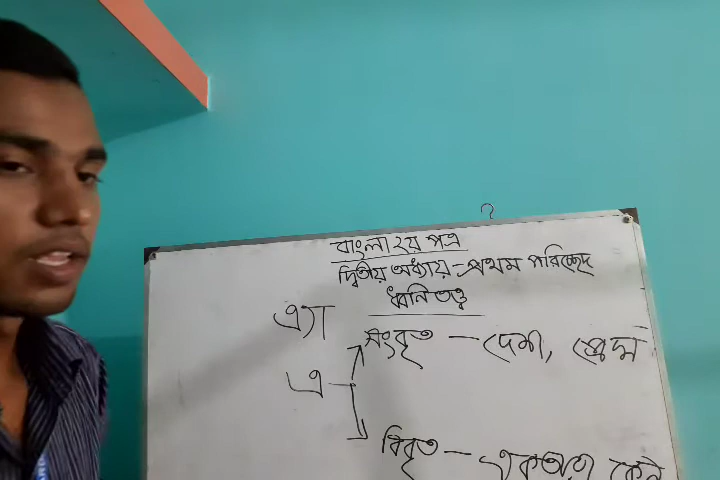 বাংলা ২য় পত্র
দ্বিতীয় অধ্যায়-প্রথম পরিচ্ছেদ
ধ্বনিতত্ত্ব
এ্যা
সংবৃত - দেশ,
এ
বিবৃত -